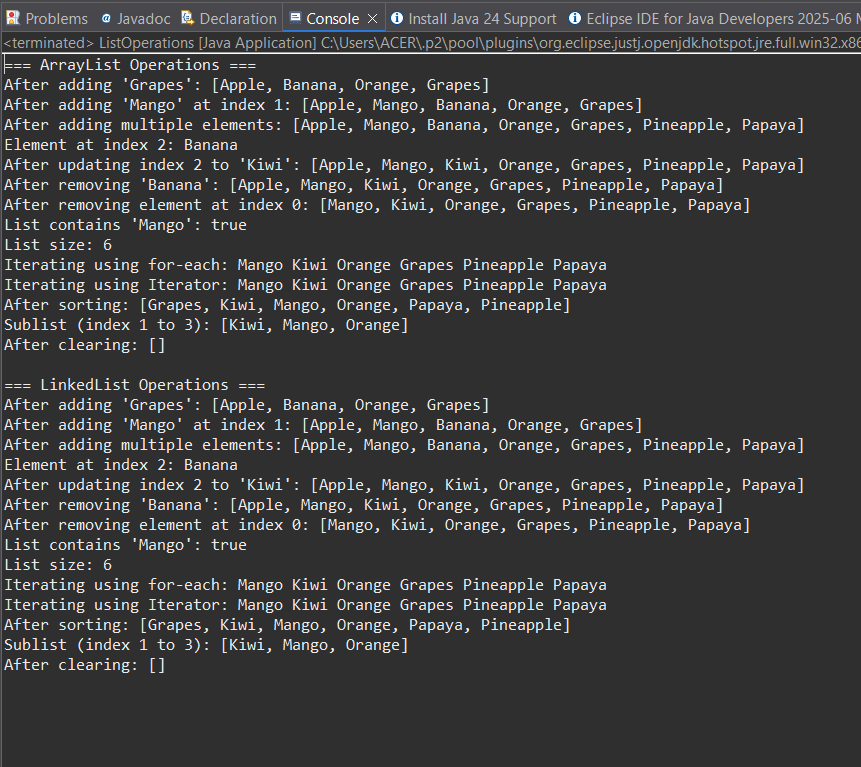 Problems Javadoc Declaration Console Install Java 24 Support Eclipse IDE for Java Developers 2025-06
<terminated> ListOperations [Java Application] C:\Users\ACER\.p2\pool\plugins\org.eclipse.justj.openjdk.hotspot.jre.full.win32.x86
=== ArrayList Operations ===
After adding 'Grapes': [Apple, Banana, Orange, Grapes]
After adding 'Mango' at index 1: [Apple, Mango, Banana, Orange, Grapes]
After adding multiple elements: [Apple, Mango, Banana, Orange, Grapes, Pineapple, Papaya]
Element at index 2: Banana
After updating index 2 to 'Kiwi': [Apple, Mango, Kiwi, Orange, Grapes, Pineapple, Papaya]
After removing 'Banana': [Apple, Mango, Kiwi, Orange, Grapes, Pineapple, Papaya]
After removing element at index 0: [Mango, Kiwi, Orange, Grapes, Pineapple, Papaya]
List contains 'Mango': true
List size: 6
Iterating using for-each: Mango Kiwi Orange Grapes Pineapple Papaya
Iterating using Iterator: Mango Kiwi Orange Grapes Pineapple Papaya
After sorting: [Grapes, Kiwi, Mango, Orange, Papaya, Pineapple]
Sublist (index 1 to 3): [Kiwi, Mango, Orange]
After clearing: []

=== LinkedList Operations ===
After adding 'Grapes': [Apple, Banana, Orange, Grapes]
After adding 'Mango' at index 1: [Apple, Mango, Banana, Orange, Grapes]
After adding multiple elements: [Apple, Mango, Banana, Orange, Grapes, Pineapple, Papaya]
Element at index 2: Banana
After updating index 2 to 'Kiwi': [Apple, Mango, Kiwi, Orange, Grapes, Pineapple, Papaya]
After removing 'Banana': [Apple, Mango, Kiwi, Orange, Grapes, Pineapple, Papaya]
After removing element at index 0: [Mango, Kiwi, Orange, Grapes, Pineapple, Papaya]
List contains 'Mango': true
List size: 6
Iterating using for-each: Mango Kiwi Orange Grapes Pineapple Papaya
Iterating using Iterator: Mango Kiwi Orange Grapes Pineapple Papaya
After sorting: [Grapes, Kiwi, Mango, Orange, Papaya, Pineapple]
Sublist (index 1 to 3): [Kiwi, Mango, Orange]
After clearing: []